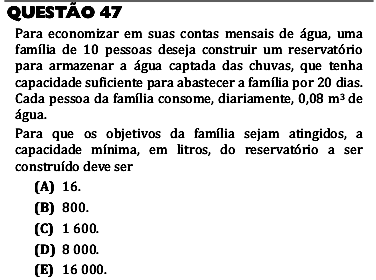 QUESTÃO 47
Para economizar em suas contas mensais de água, uma
família de 10 pessoas deseja construir um reservatório
para armazenar a água captada das chuvas, que tenha
capacidade suficiente para abastecer a família por 20 dias.
Cada pessoa da família consome, diariamente, 0,08 m³ de
água.
Para que os objetivos da família sejam atingidos, a
capacidade mínima, em litros, do reservatório a ser
construído deve ser
(A) 16.
(B) 800.
(C) 1 600.
(D) 8 000.
(E) 16 000.